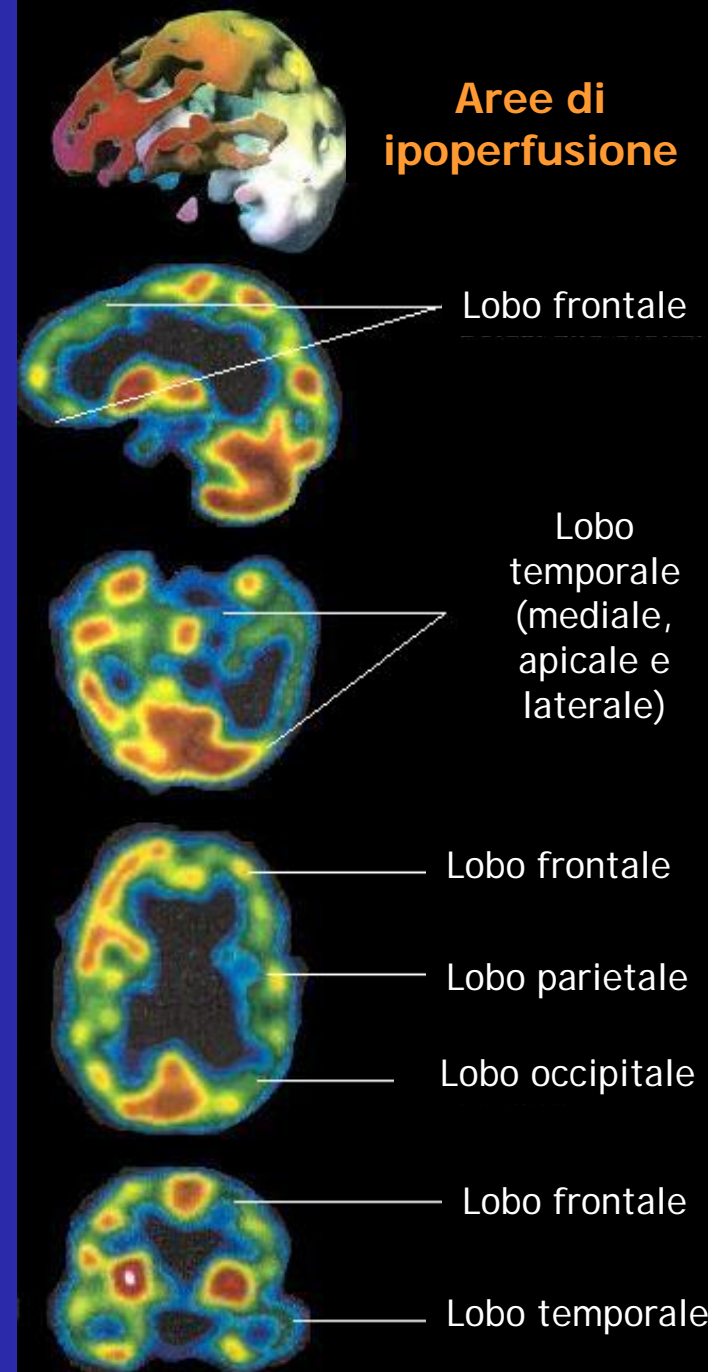 Aree di
ipoperfusione
Lobo frontale
Lobo
temporale
(mediale,
apicale e
laterale)
Lobo frontale
Lobo parietale
Lobo occipitale
Lobo frontale
Lobo temporale